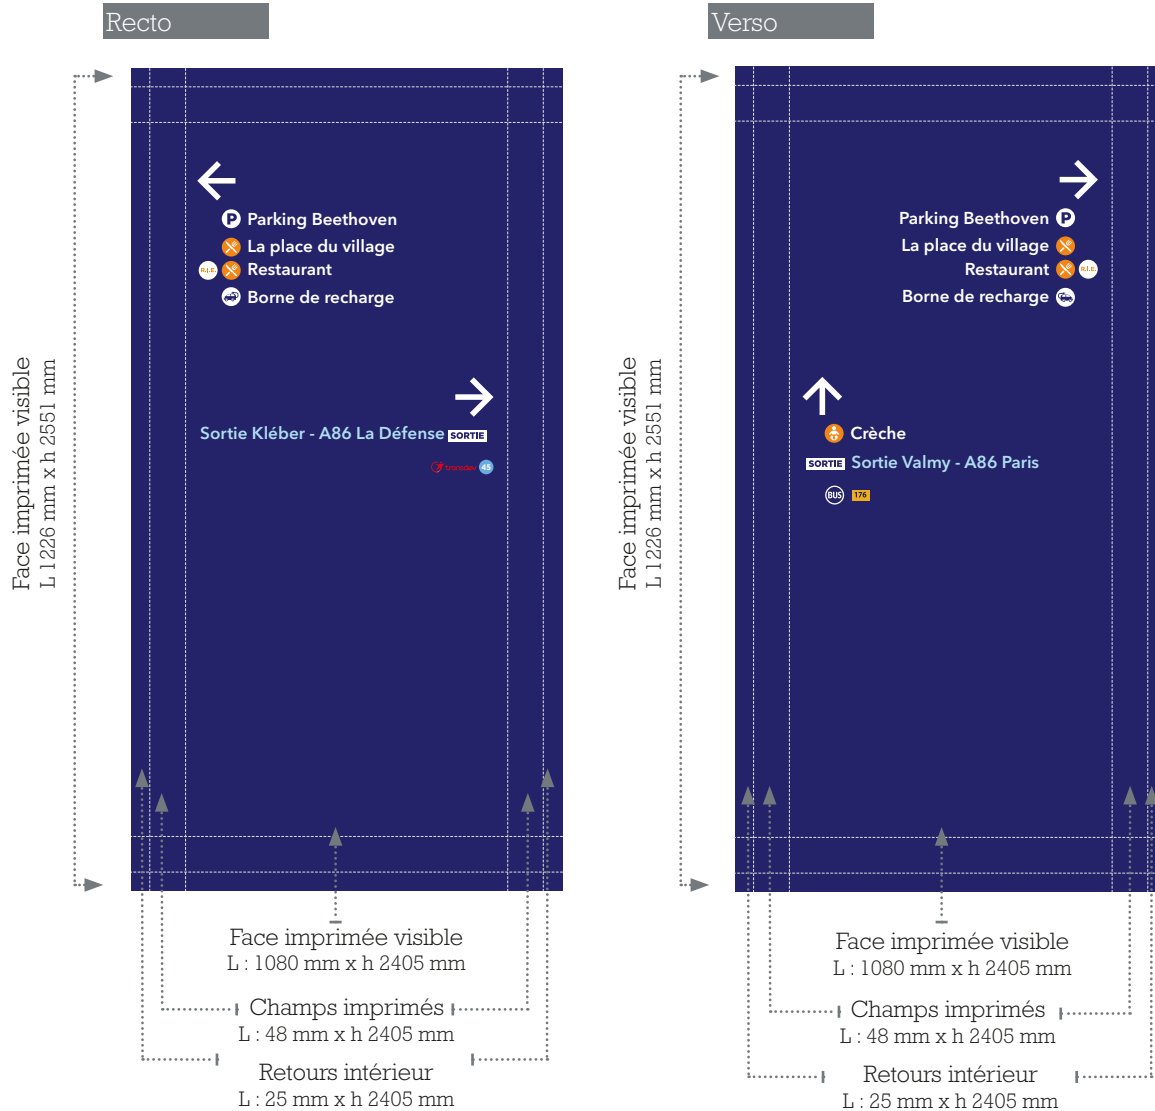 Recto
Face imprimée visible
L 1226 mm x h 2551 mm
P Parking Beethoven
La place du village
R.I.E. Restaurant
Borne de recharge
Sortie Kléber - A86 La Défense SORTIE
transdev 45
Face imprimée visible
L : 1080 mm x h 2405 mm
Champs imprimés
L : 48 mm x h 2405 mm
Retours intérieur
L : 25 mm x h 2405 mm
Verso
Face imprimée visible
L 1226 mm x h 2551 mm
Parking Beethoven P
La place du village
Restaurant R.I.E.
Borne de recharge
Crèche
SORTIE Sortie Valmy - A86 Paris
BUS 176
Face imprimée visible
L : 1080 mm x h 2405 mm
Champs imprimés
L : 48 mm x h 2405 mm
Retours intérieur
L : 25 mm x h 2405 mm